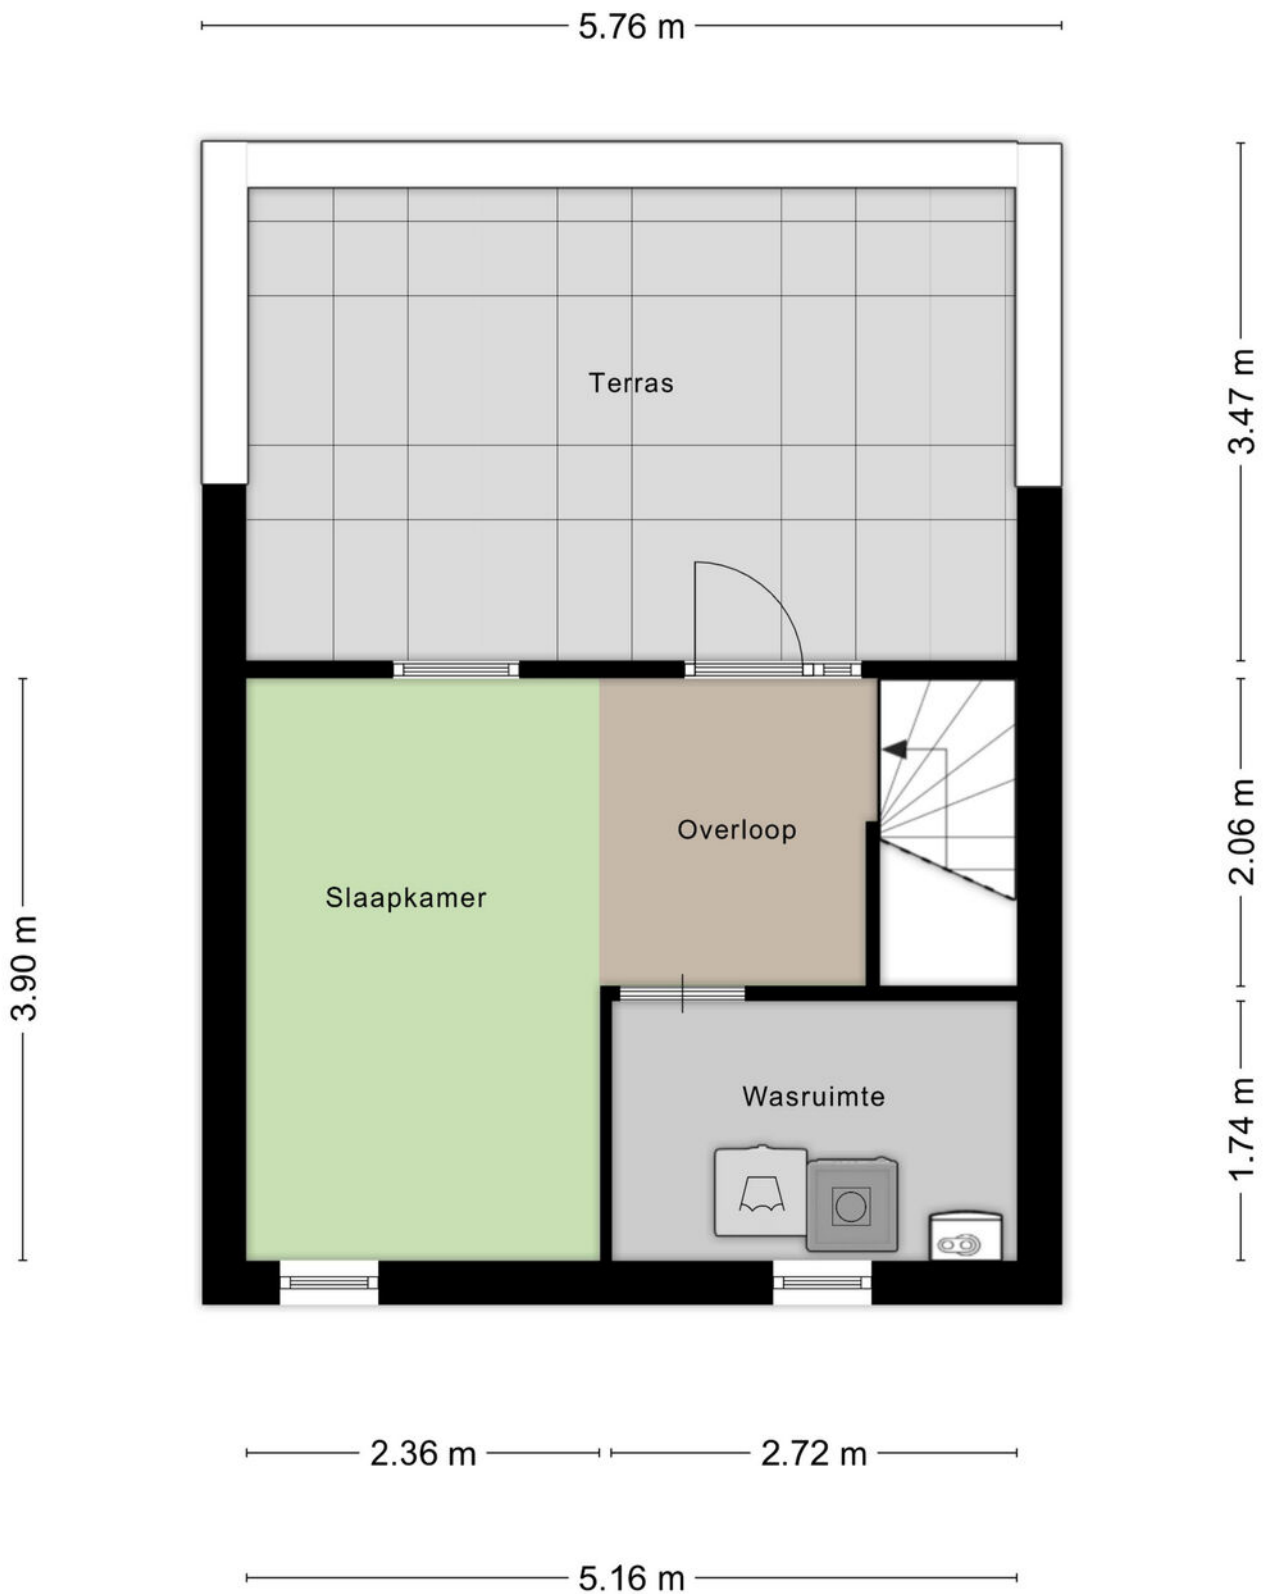 5.76 m
Terras
3.47 m
Overloop
2.06 m
Slaapkamer
3.90 m
Wasruimte
1.74 m
2.36 m
2.72 m
5.16 m